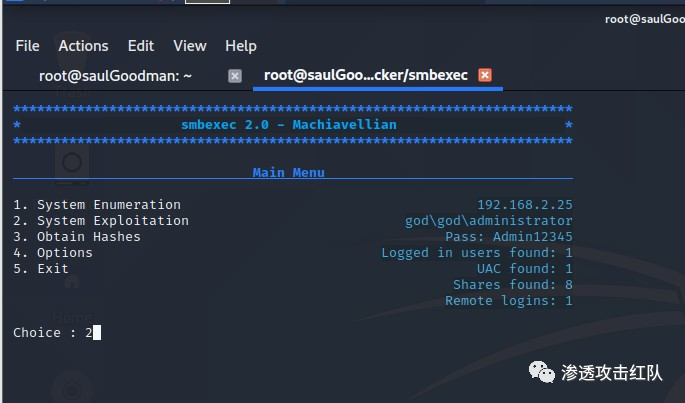 root@saulGoo
File Actions Edit View Help
root@saulGoodman: ~ root@saulGoo...cker/smbexec
************************************************************************
* smbexec 2.0 - Machiavellian *
************************************************************************
Main Menu
1. System Enumeration 192.168.2.25
2. System Exploitation god\god\administrator
3. Obtain Hashes Pass: Admin12345
4. Options Logged in users found: 1
5. Exit UAC found: 1
Shares found: 8
Remote logins: 1
Home
Choice : 2
渗透攻击红队